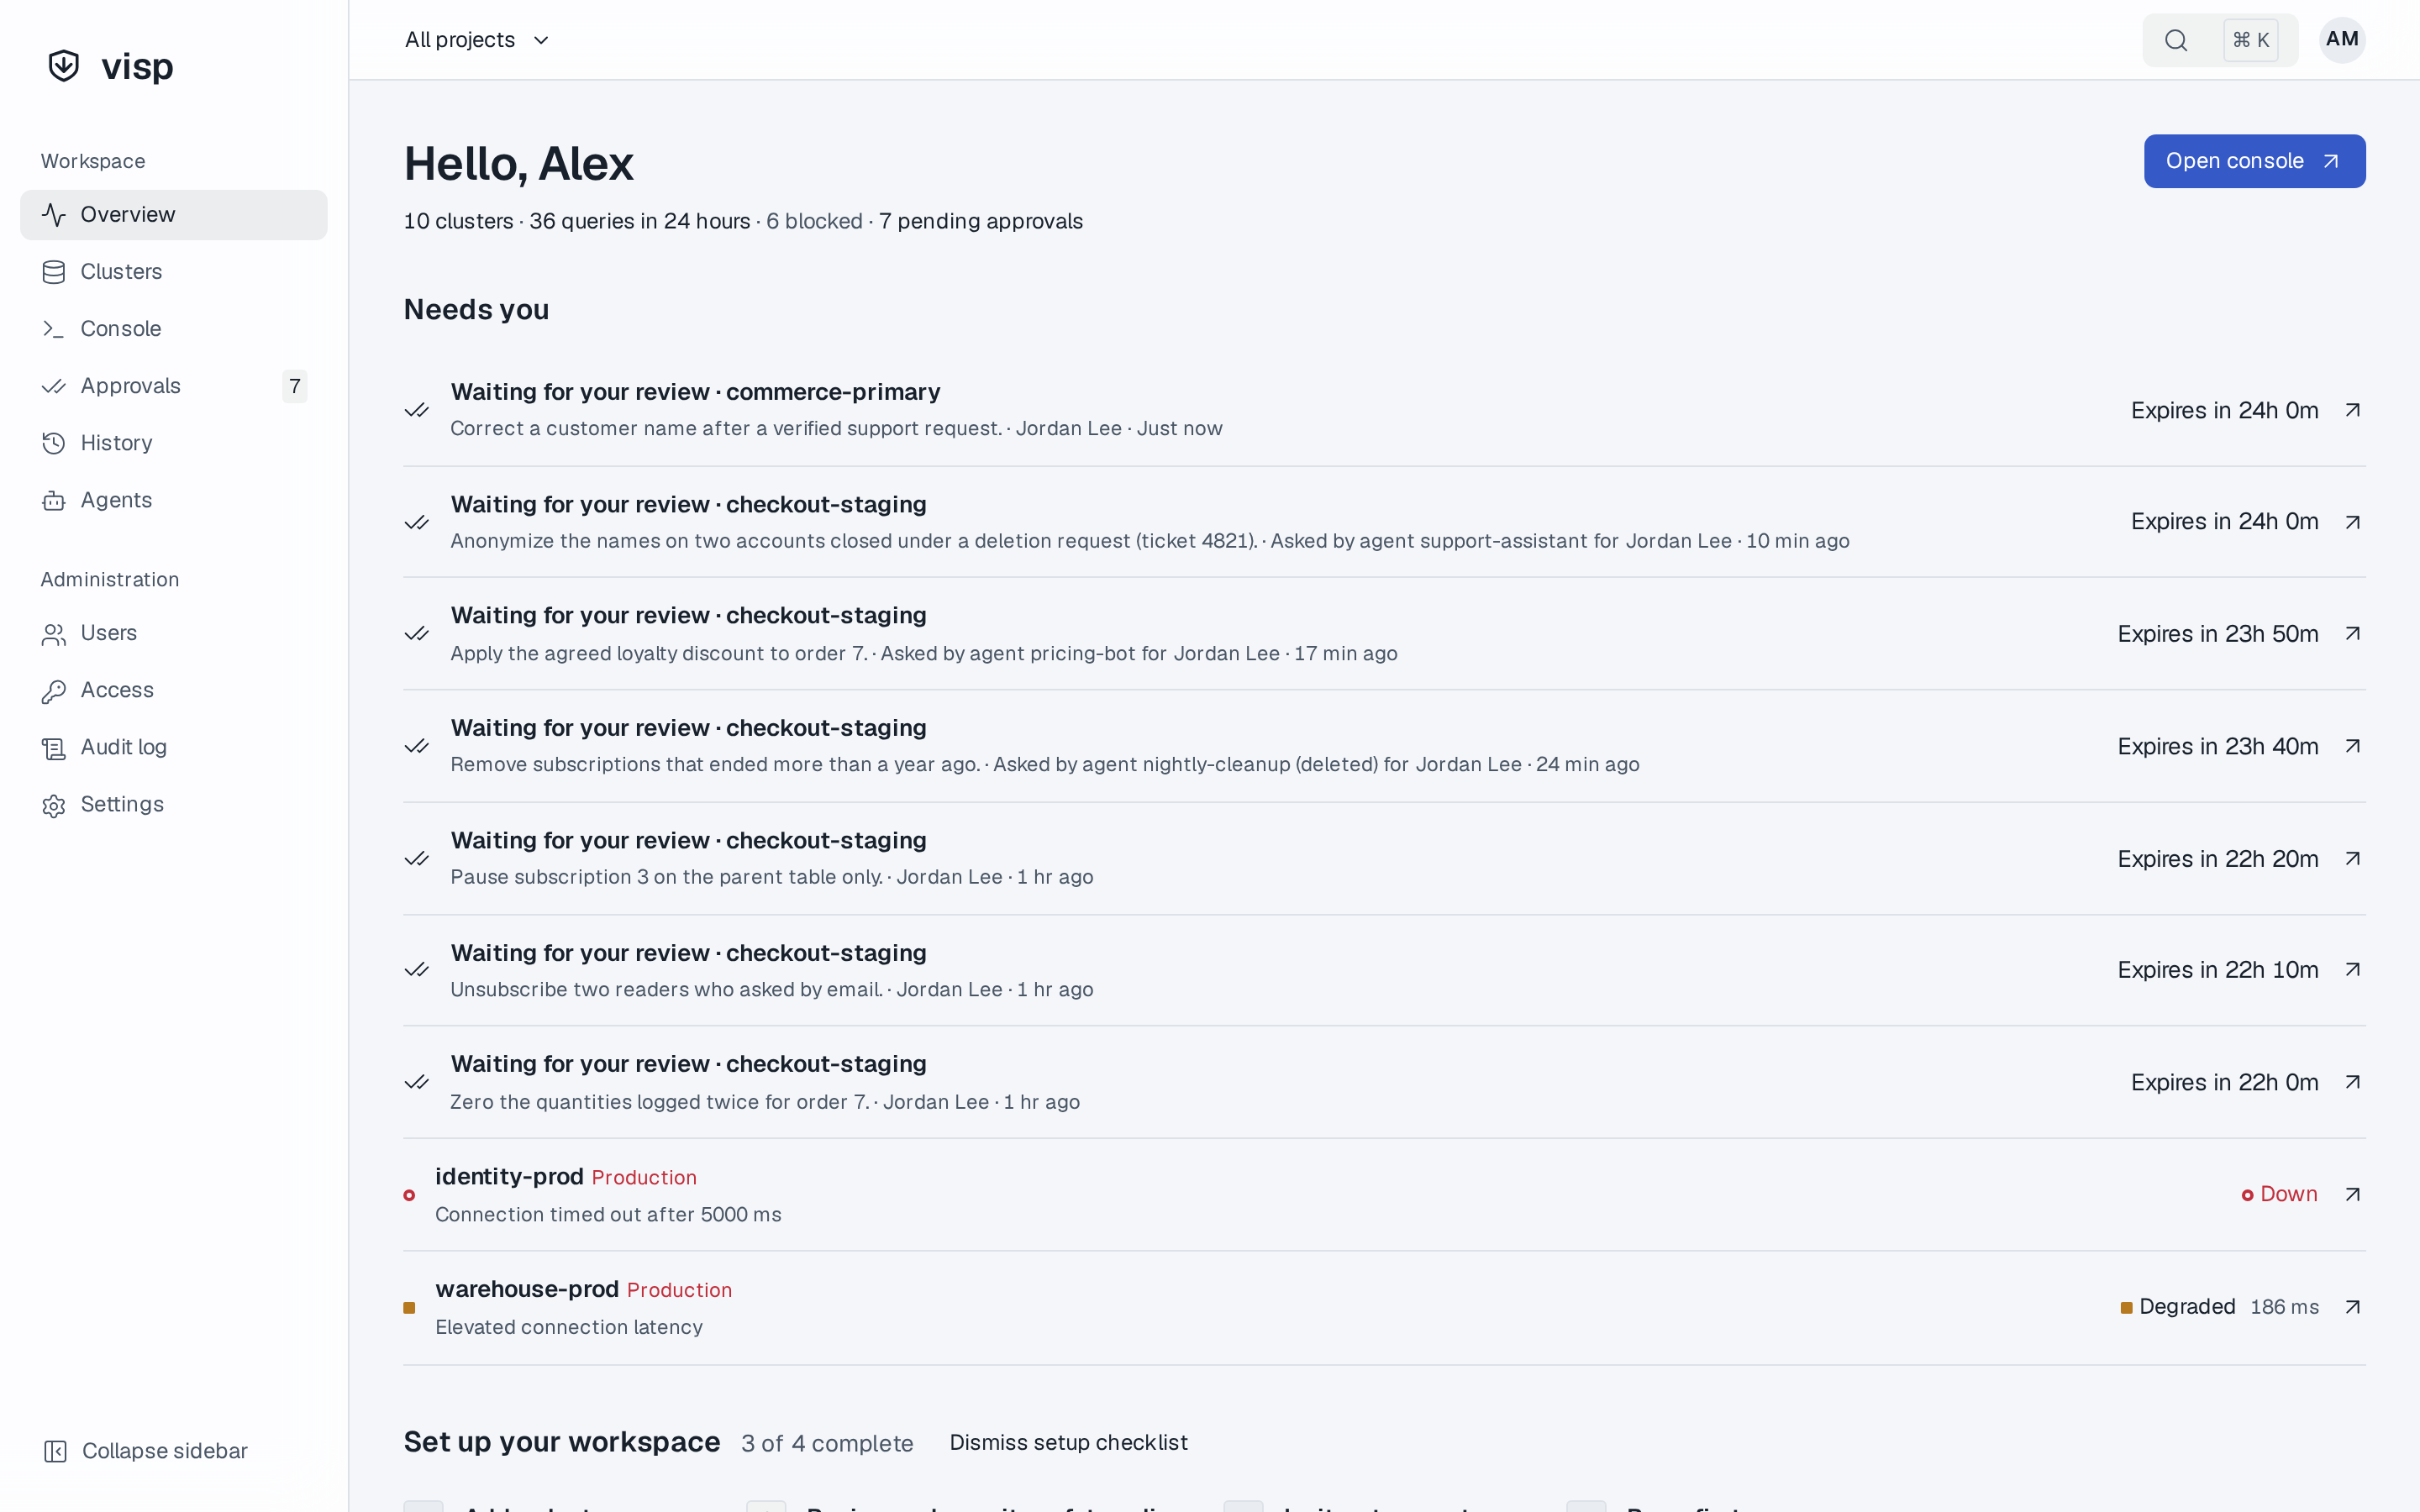 visp
All projects
⌘ K
AM
Workspace
Overview
Clusters
Console
Approvals 7
History
Agents
Administration
Users
Access
Audit log
Settings
Collapse sidebar
Hello, Alex
Open console
10 clusters · 36 queries in 24 hours · 6 blocked · 7 pending approvals
Needs you
Waiting for your review · commerce-primary
Correct a customer name after a verified support request. · Jordan Lee · Just now
Expires in 24h 0m
Waiting for your review · checkout-staging
Anonymize the names on two accounts closed under a deletion request (ticket 4821). · Asked by agent support-assistant for Jordan Lee · 10 min ago
Expires in 24h 0m
Waiting for your review · checkout-staging
Apply the agreed loyalty discount to order 7. · Asked by agent pricing-bot for Jordan Lee · 17 min ago
Expires in 23h 50m
Waiting for your review · checkout-staging
Remove subscriptions that ended more than a year ago. · Asked by agent nightly-cleanup (deleted) for Jordan Lee · 24 min ago
Expires in 23h 40m
Waiting for your review · checkout-staging
Pause subscription 3 on the parent table only. · Jordan Lee · 1 hr ago
Expires in 22h 20m
Waiting for your review · checkout-staging
Unsubscribe two readers who asked by email. · Jordan Lee · 1 hr ago
Expires in 22h 10m
Waiting for your review · checkout-staging
Zero the quantities logged twice for order 7. · Jordan Lee · 1 hr ago
Expires in 22h 0m
identity-prod Production
Connection timed out after 5000 ms
Down
warehouse-prod Production
Elevated connection latency
Degraded 186 ms
Set up your workspace 3 of 4 complete Dismiss setup checklist